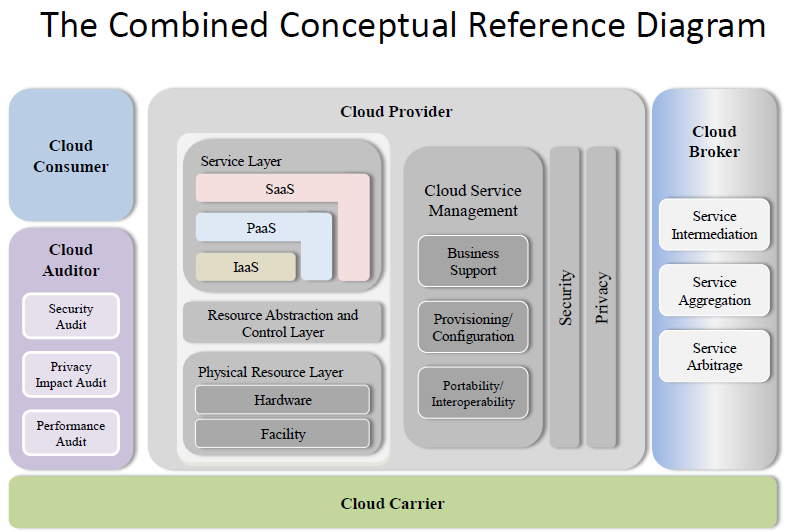 The Combined Conceptual Reference Diagram
Cloud
Consumer
Cloud
Auditor
Security
Audit
Privacy
Impact Audit
Performance
Audit
Cloud Provider
Service Layer
SaaS
PaaS
IaaS
Resource Abstraction and
Control Layer
Physical Resource Layer
Hardware
Facility
Cloud Service
Management
Business
Support
Provisioning/
Configuration
Portability/
Interoperability
Security
Privacy
Cloud
Broker
Service
Intermediation
Service
Aggregation
Service
Arbitrage
Cloud Carrier